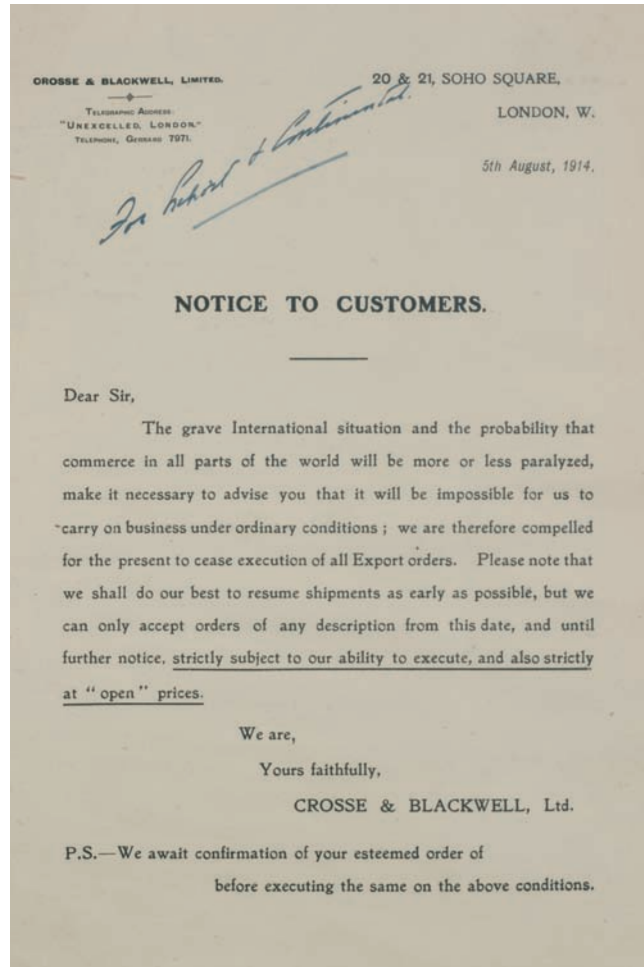 CROSSE & BLACKWELL, LIMITED.
TELEGRAPHIC ADDRESS:
"UNEXCELLED, LONDON."
TELEPHONE, GERRARD 7971.
20 & 21, SOHO SQUARE,
LONDON, W.
5th August, 1914.
For & Continental.
NOTICE TO CUSTOMERS.
Dear Sir,
The grave International situation and the probability that
commerce in all parts of the world will be more or less paralyzed,
make it necessary to advise you that it will be impossible for us to
carry on business under ordinary conditions ; we are therefore compelled
for the present to cease execution of all Export orders. Please note that
we shall do our best to resume shipments as early as possible, but we
can only accept orders of any description from this date, and until
further notice, strictly subject to our ability to execute, and also strictly
at " open " prices.
We are,
Yours faithfully,
CROSSE & BLACKWELL, Ltd.
P.S.—We await confirmation of your esteemed order of
before executing the same on the above conditions.